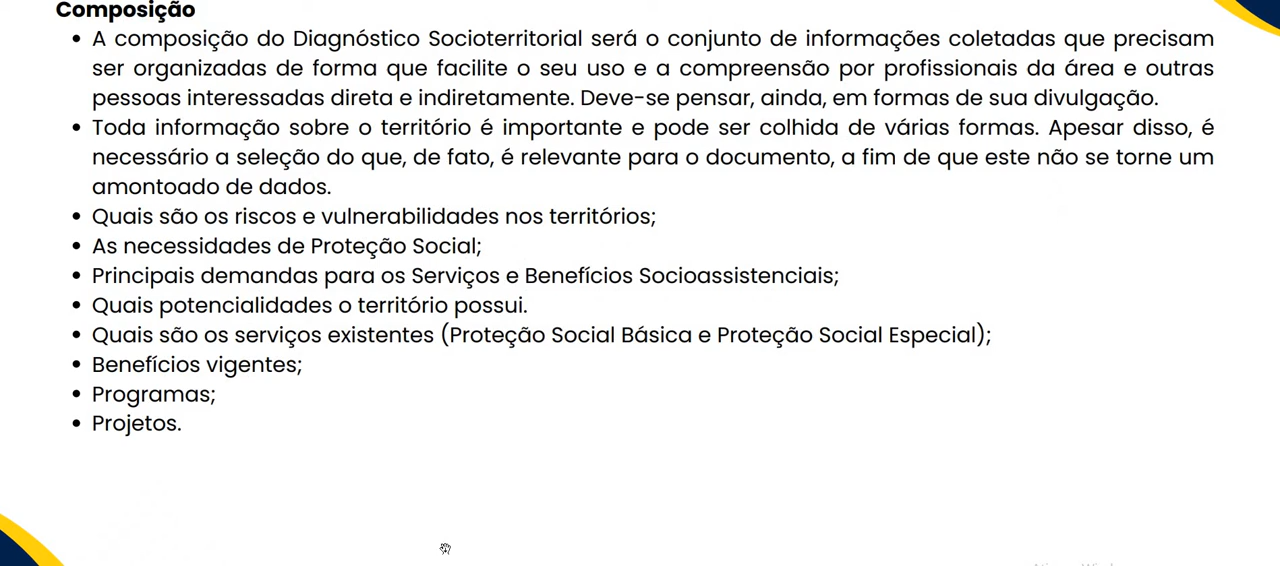 Composição
• A composição do Diagnóstico Socioterritorial será o conjunto de informações coletadas que precisam
ser organizadas de forma que facilite o seu uso e a compreensão por profissionais da área e outras
pessoas interessadas direta e indiretamente. Deve-se pensar, ainda, em formas de sua divulgação.
• Toda informação sobre o território é importante e pode ser colhida de várias formas. Apesar disso, é
necessário a seleção do que, de fato, é relevante para o documento, a fim de que este não se torne um
amontoado de dados.
• Quais são os riscos e vulnerabilidades nos territórios;
• As necessidades de Proteção Social;
• Principais demandas para os Serviços e Benefícios Socioassistenciais;
• Quais potencialidades o território possui.
• Quais são os serviços existentes (Proteção Social Básica e Proteção Social Especial);
• Benefícios vigentes;
• Programas;
• Projetos.